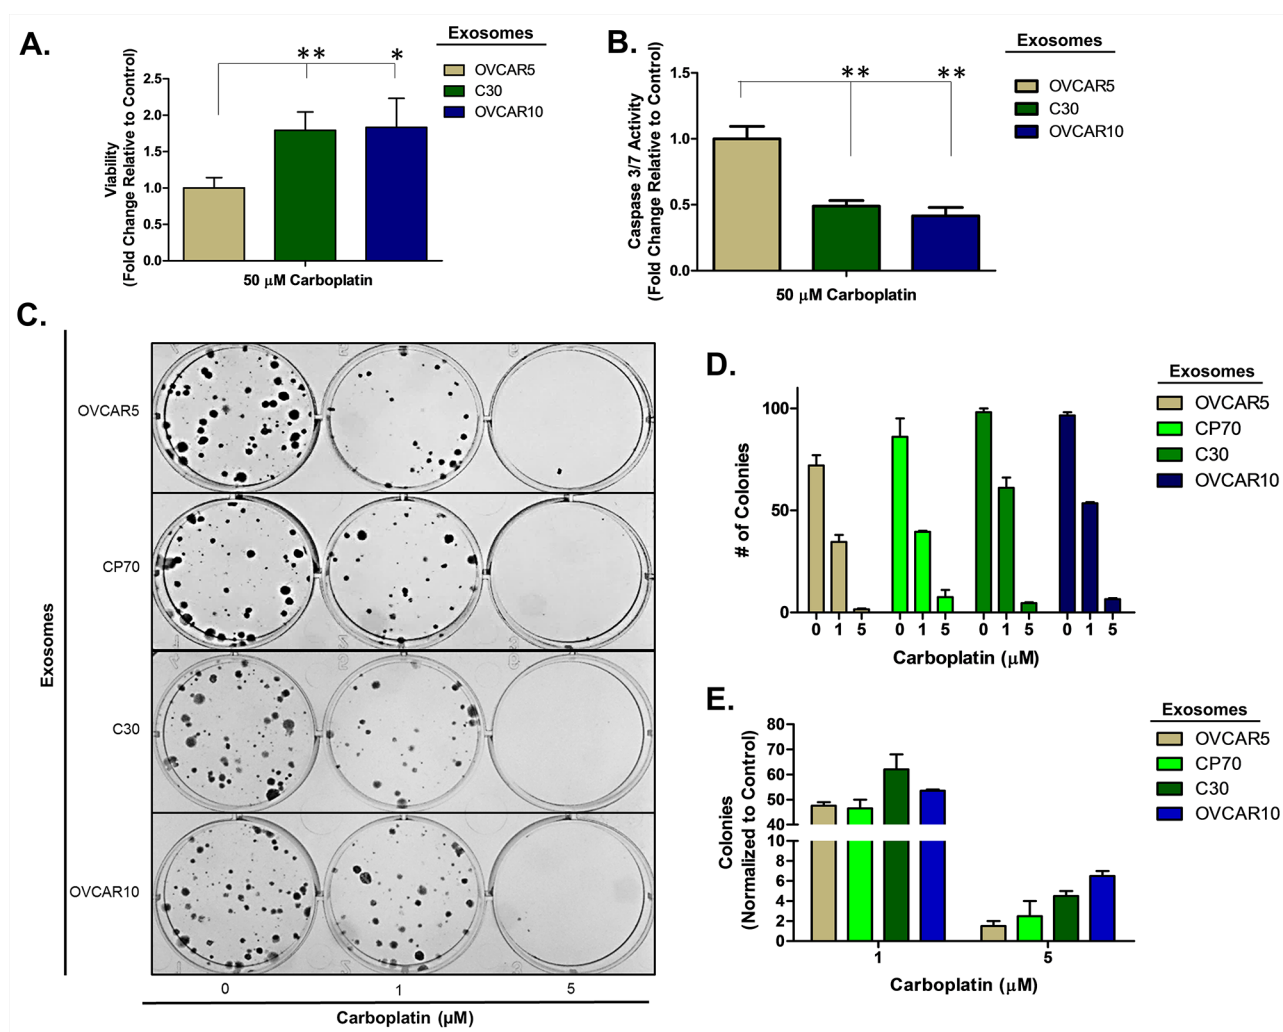 A.
Exosomes
OVCAR5
C30
OVCAR10
** *
2.5
2.0
1.5
1.0
0.5
0.0
Viability
(Fold Change Relative to Control)
50 μM Carboplatin
B.
Exosomes
OVCAR5
C30
OVCAR10
** **
1.5
1.0
0.5
0.0
Caspase 3/7 Activity
(Fold Change Relative to Control)
50 μM Carboplatin
C.
Exosomes
OVCAR5
CP70
C30
OVCAR10
0 1 5
Carboplatin (μM)
D.
Exosomes
OVCAR5
CP70
C30
OVCAR10
100
50
0
# of Colonies
0 1 5 0 1 5 0 1 5 0 1 5
Carboplatin (μM)
E.
Exosomes
OVCAR5
CP70
C30
OVCAR10
80
70
60
50
40
10
8
6
4
2
0
Colonies
(Normalized to Control)
1 5
Carboplatin (μM)